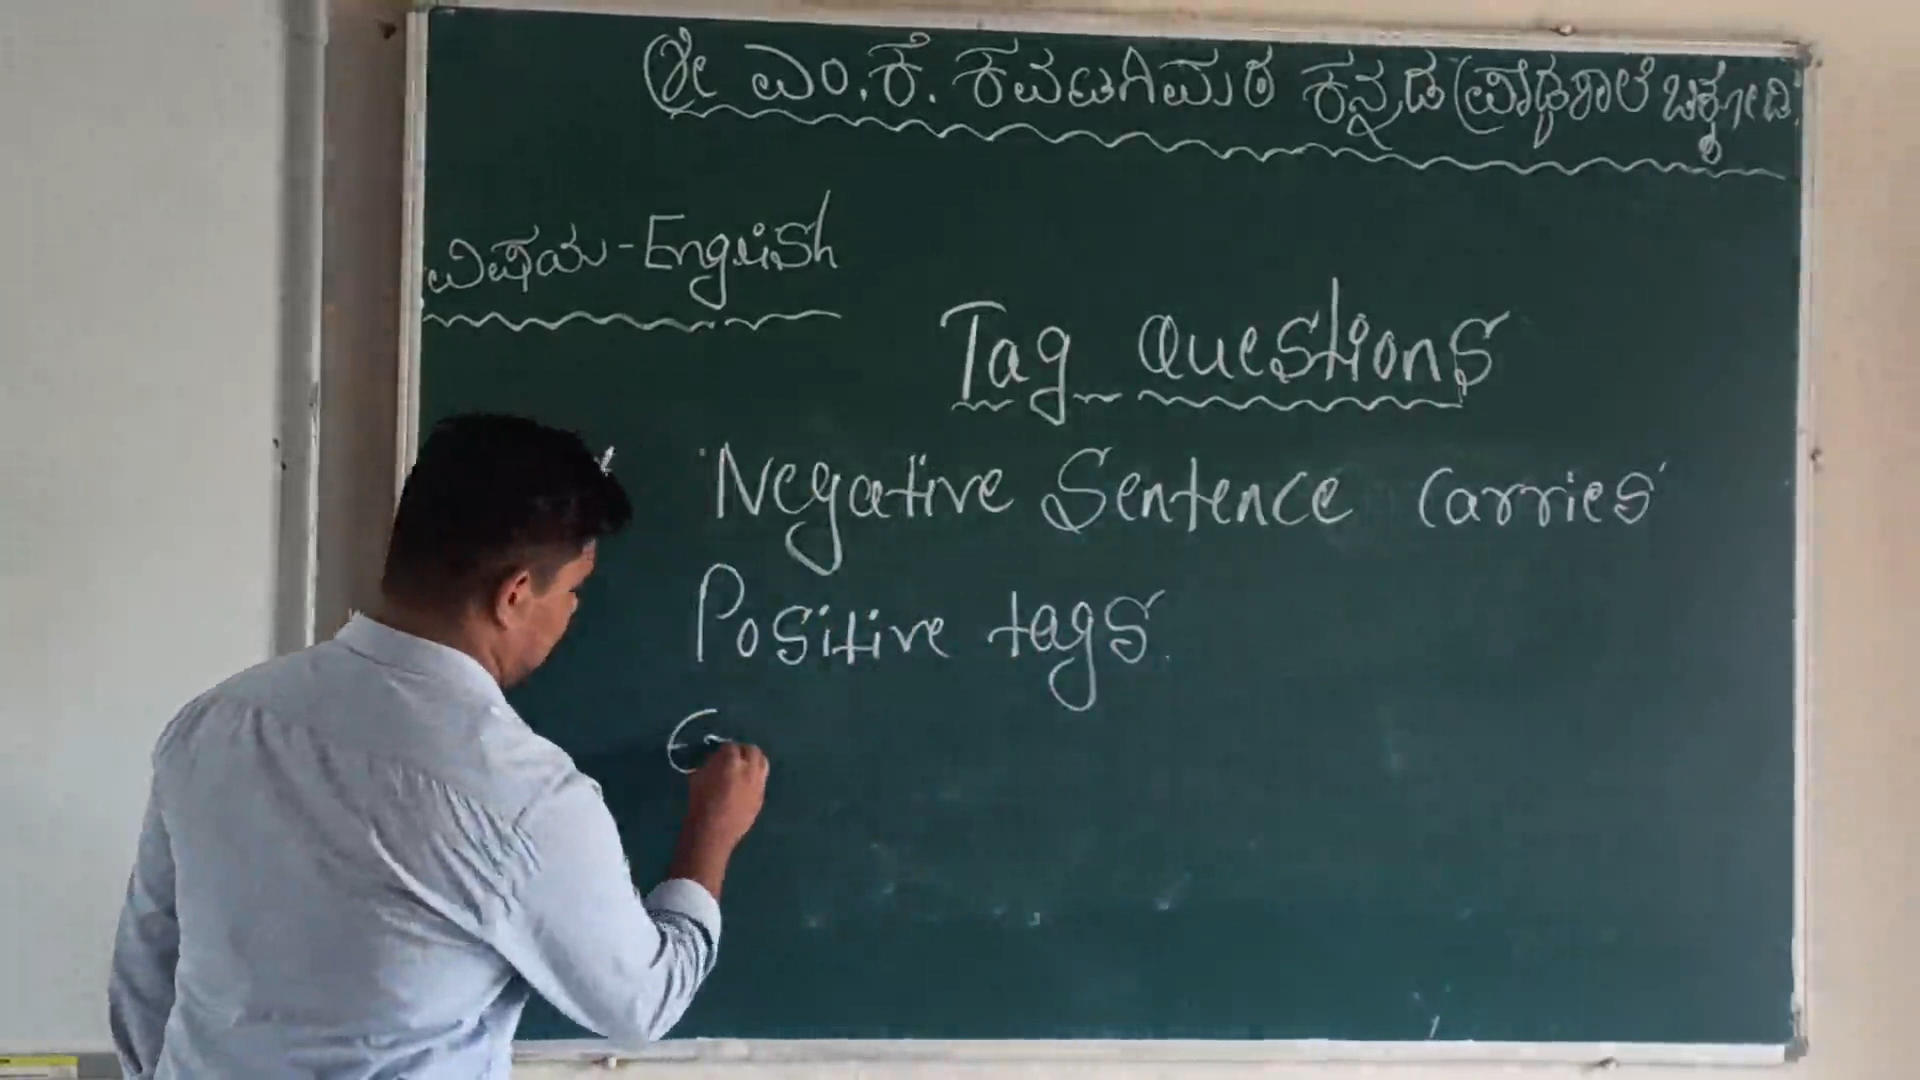 ಶ್ರೀ ಎಂ.ಕೆ. ಕವಟಗಿಮಠ ಕನ್ನಡ ಪ್ರೌಢಶಾಲೆ ಚಿಕ್ಕೋಡಿ.
ವಿಷಯ - English
Tag Questions
Negative Sentence carries
Positive tags.